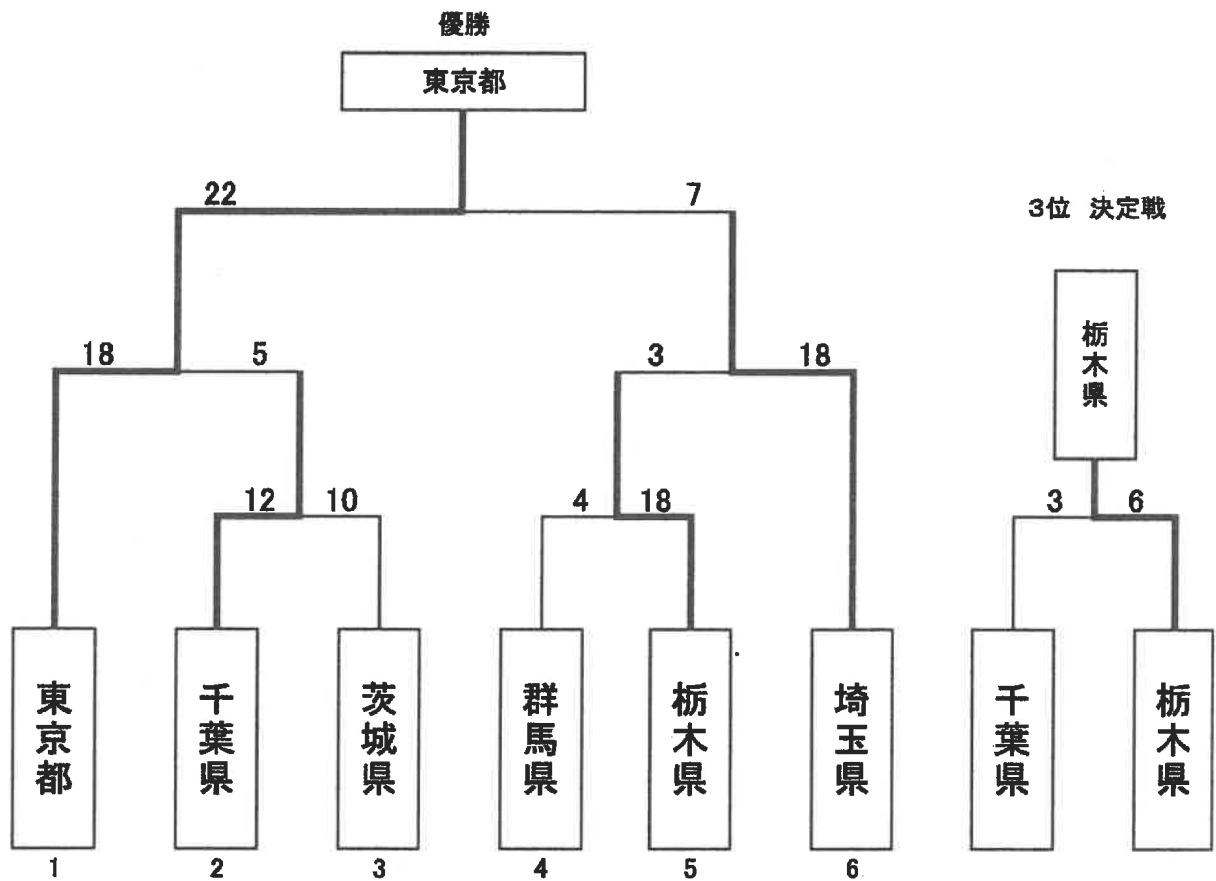 優勝
東京都
22 7
3位 決定戦
18 5 3 18
栃木県
12 10 4 18 3 6
東京都
千葉県
茨城県
群馬県
栃木県
埼玉県
千葉県
栃木県
1 2 3 4 5 6